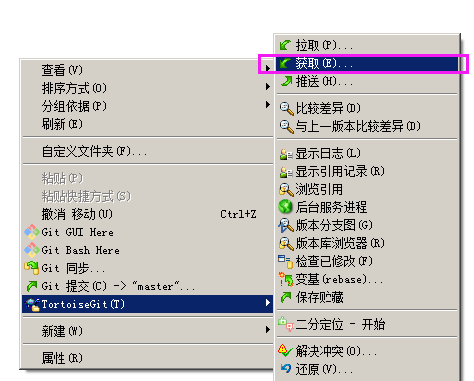 查看(V)
排序方式(O)
分组依据(P)
刷新(E)
自定义文件夹(F)...
粘贴(P)
粘贴快捷方式(S)
撤消 移动(U) Ctrl+Z
Git GUI Here
Git Bash Here
Git 同步...
Git 提交(C) -> "master"...
TortoiseGit(T)
新建(W)
属性(R)
拉取(P)...
获取(E)...
推送(H)...
比较差异(D)
与上一版本比较差异(D)
显示日志(L)
显示引用记录(R)
浏览引用
后台服务进程
版本分支图(G)
版本库浏览器(R)
检查已修改(F)
变基(rebase)...
保存贮藏
二分定位 - 开始
解决冲突(O)...
还原(V)...